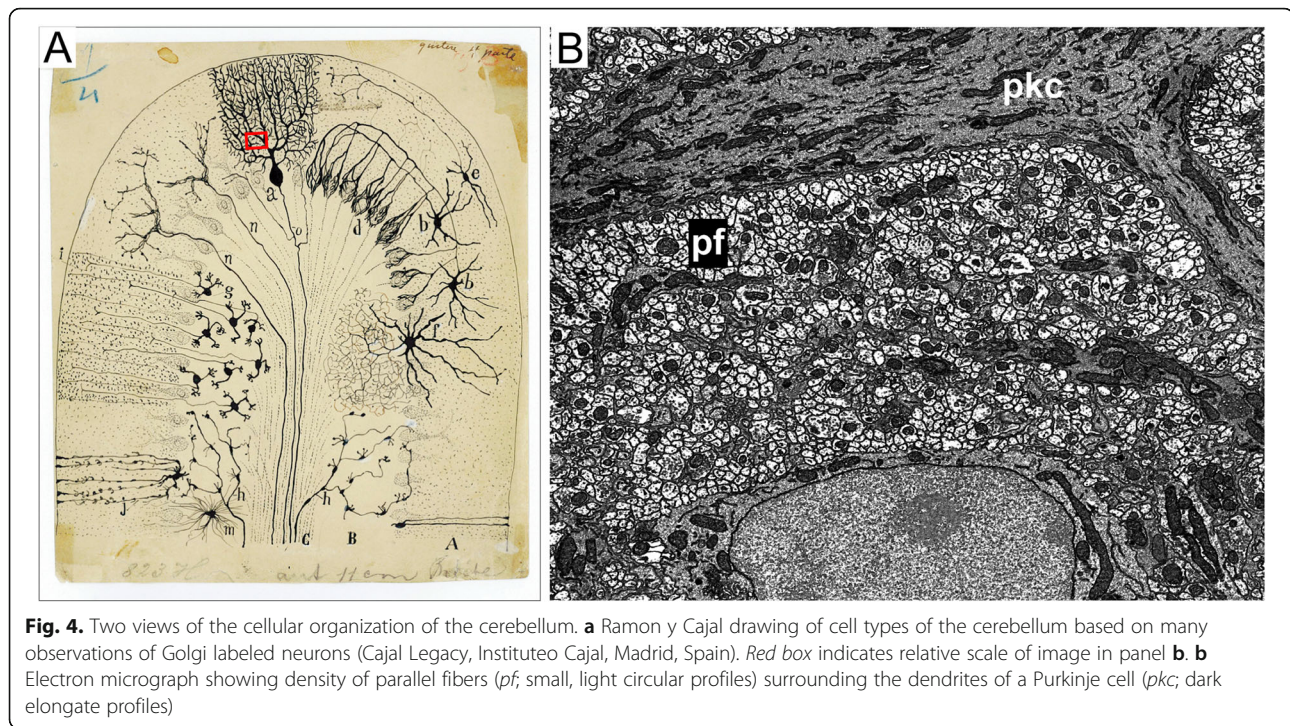 A
a
o
n
n
d
e
b
b
f
i
g
j
h
m
h
C
B
A
11 cm
B
pkc
pf
Fig. 4. Two views of the cellular organization of the cerebellum. a Ramon y Cajal drawing of cell types of the cerebellum based on many
observations of Golgi labeled neurons (Cajal Legacy, Instituteo Cajal, Madrid, Spain). Red box indicates relative scale of image in panel b. b
Electron micrograph showing density of parallel fibers (pf; small, light circular profiles) surrounding the dendrites of a Purkinje cell (pkc; dark
elongate profiles)